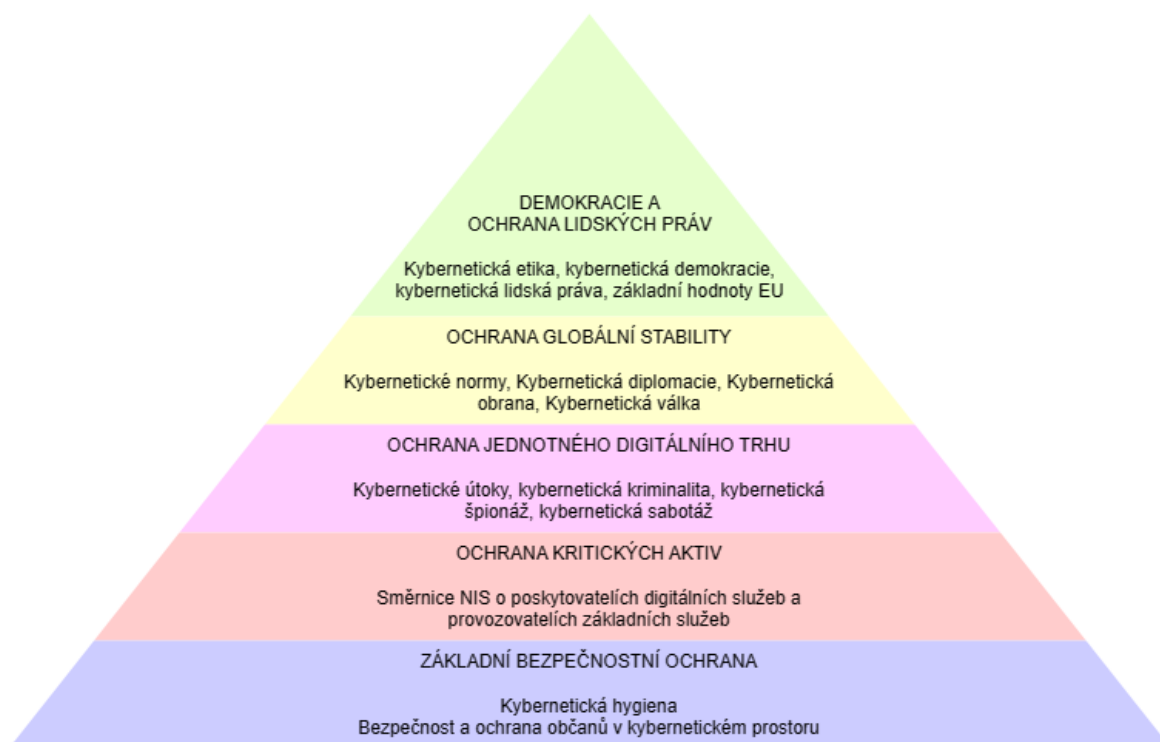 DEMOKRACIE A
OCHRANA LIDSKÝCH PRÁV
Kybernetická etika, kybernetická demokracie,
kybernetická lidská práva, základní hodnoty EU
OCHRANA GLOBÁLNÍ STABILITY
Kybernetické normy, Kybernetická diplomacie, Kybernetická
obrana, Kybernetická válka
OCHRANA JEDNOTNÉHO DIGITÁLNÍHO TRHU
Kybernetické útoky, kybernetická kriminalita, kybernetická
špionáž, kybernetická sabotáž
OCHRANA KRITICKÝCH AKTIV
Směrnice NIS o poskytovatelích digitálních služeb a
provozovatelích základních služeb
ZÁKLADNÍ BEZPEČNOSTNÍ OCHRANA
Kybernetická hygiena
Bezpečnost a ochrana občanů v kybernetickém prostoru